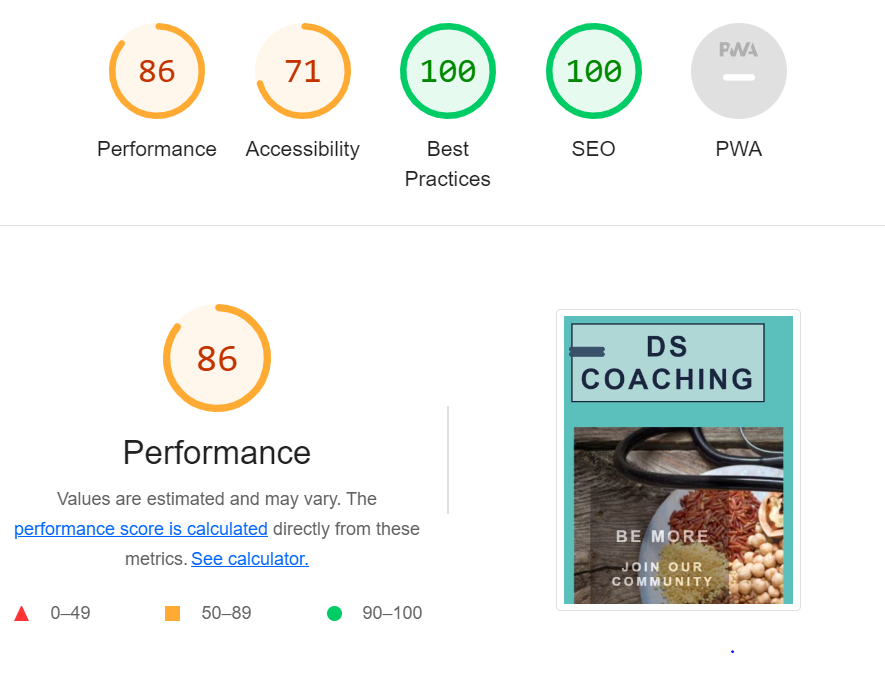 86
71
100
100
PWA
Performance
Accessibility
Best
Practices
SEO
PWA
86
Performance
Values are estimated and may vary. The
performance score is calculated directly from these
metrics. See calculator.
0–49
50–89
90–100
DS
COACHING
BE MORE
JOIN OUR
COMMUNITY